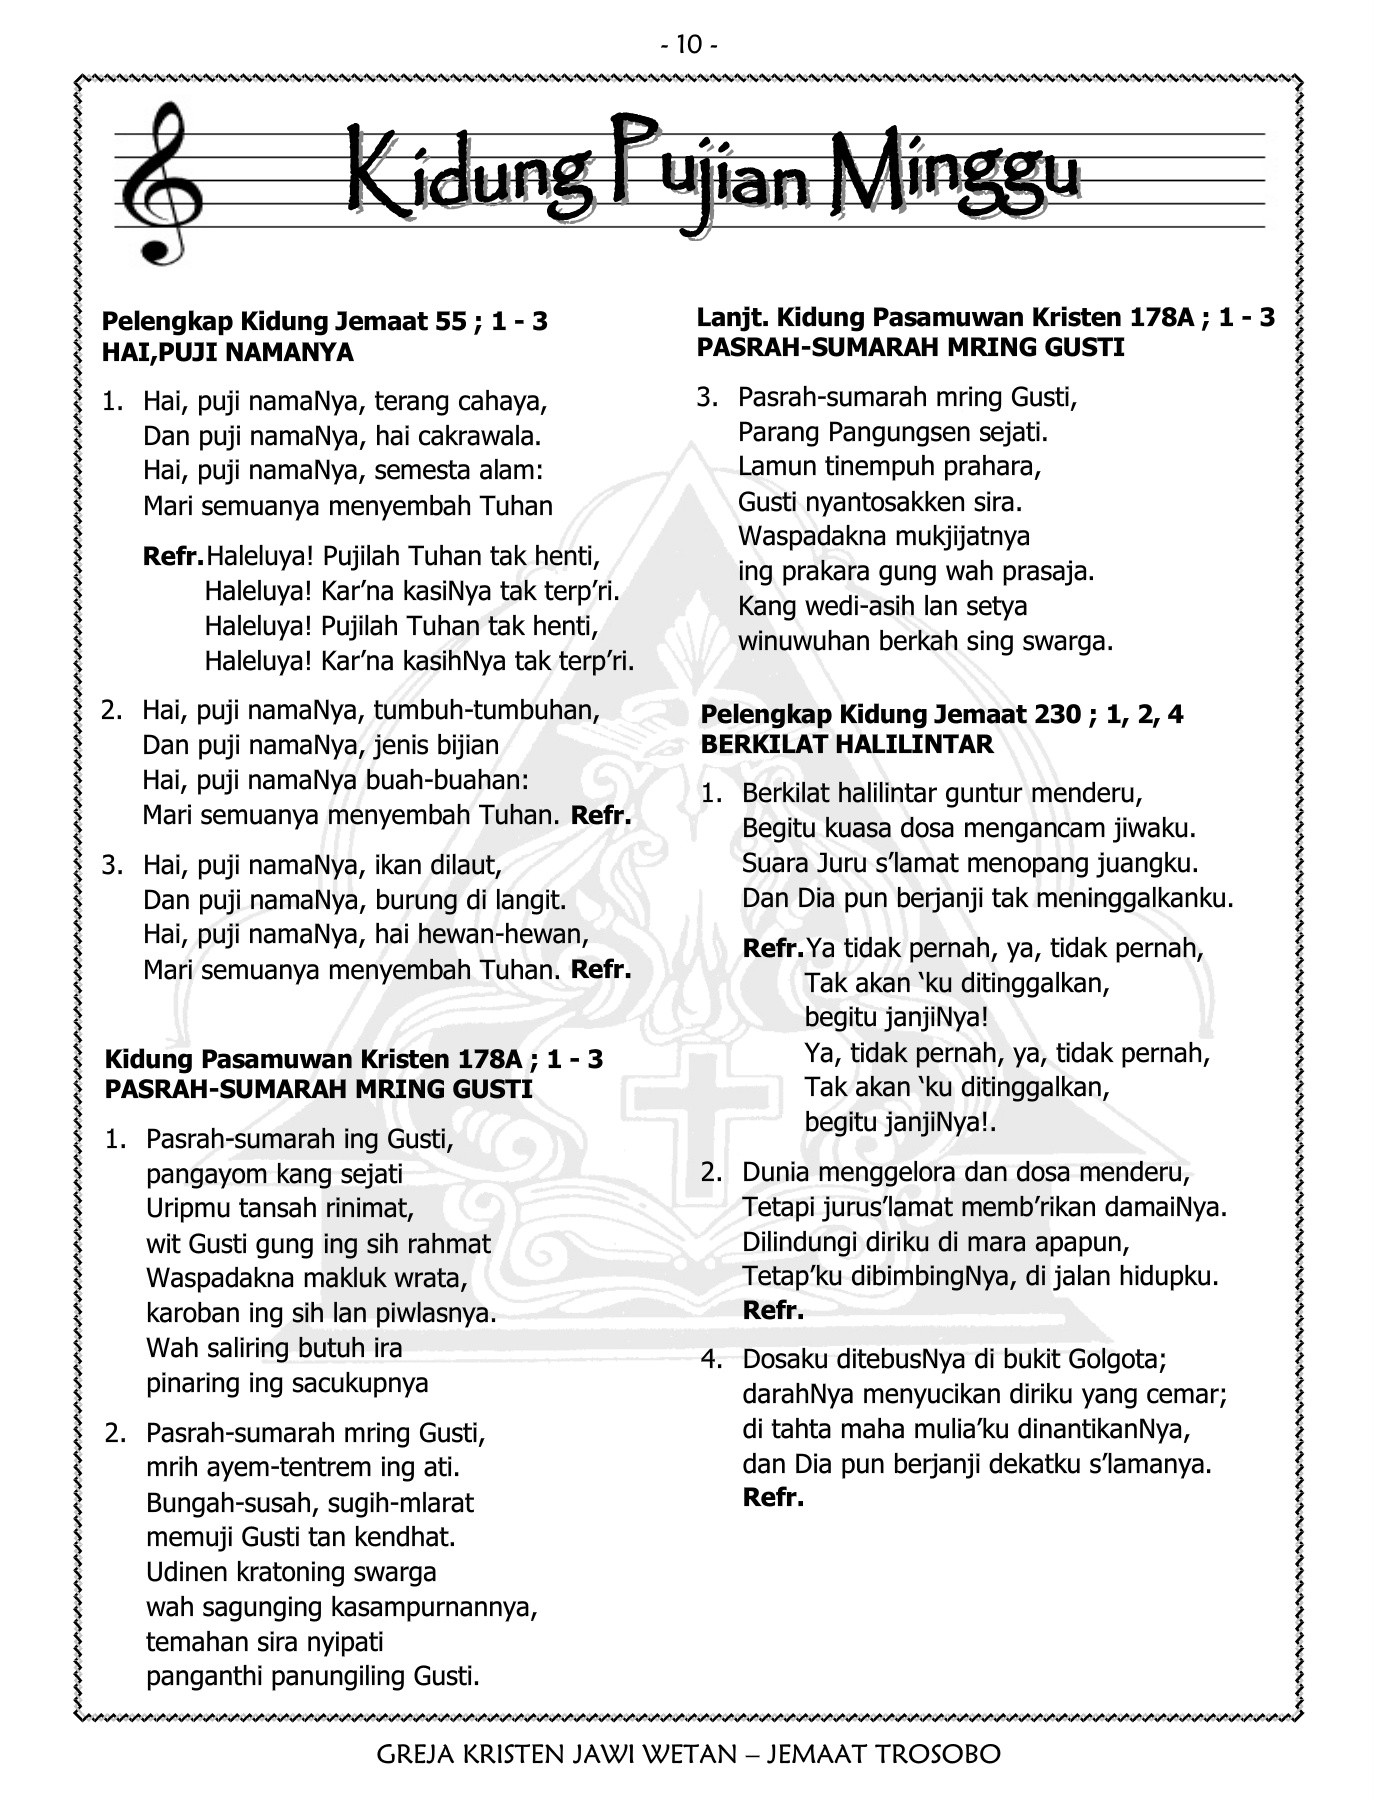 - 10 -
Kidung Pujian Minggu
Pelengkap Kidung Jemaat 55 ; 1 - 3
HAI,PUJI NAMANYA
1. Hai, puji namaNya, terang cahaya,
Dan puji namaNya, hai cakrawala.
Hai, puji namaNya, semesta alam:
Mari semuanya menyembah Tuhan
Refr.Haleluya! Pujilah Tuhan tak henti,
Haleluya! Kar’na kasiNya tak terp’ri.
Haleluya! Pujilah Tuhan tak henti,
Haleluya! Kar’na kasihNya tak terp’ri.
2. Hai, puji namaNya, tumbuh-tumbuhan,
Dan puji namaNya, jenis bijian
Hai, puji namaNya buah-buahan:
Mari semuanya menyembah Tuhan. Refr.
3. Hai, puji namaNya, ikan dilaut,
Dan puji namaNya, burung di langit.
Hai, puji namaNya, hai hewan-hewan,
Mari semuanya menyembah Tuhan. Refr.
Kidung Pasamuwan Kristen 178A ; 1 - 3
PASRAH-SUMARAH MRING GUSTI
1. Pasrah-sumarah ing Gusti,
pangayom kang sejati
Uripmu tansah rinimat,
wit Gusti gung ing sih rahmat
Waspadakna makluk wrata,
karoban ing sih lan piwlasnya.
Wah saliring butuh ira
pinaring ing sacukupnya
2. Pasrah-sumarah mring Gusti,
mrih ayem-tentrem ing ati.
Bungah-susah, sugih-mlarat
memuji Gusti tan kendhat.
Udinen kratoning swarga
wah sagunging kasampurnannya,
temahan sira nyipati
panganthi panungiling Gusti.
Lanjt. Kidung Pasamuwan Kristen 178A ; 1 - 3
PASRAH-SUMARAH MRING GUSTI
3. Pasrah-sumarah mring Gusti,
Parang Pangungsen sejati.
Lamun tinempuh prahara,
Gusti nyantosakken sira.
Waspadakna mukjijatnya
ing prakara gung wah prasaja.
Kang wedi-asih lan setya
winuwuhan berkah sing swarga.
Pelengkap Kidung Jemaat 230 ; 1, 2, 4
BERKILAT HALILINTAR
1. Berkilat halilintar guntur menderu,
Begitu kuasa dosa mengancam jiwaku.
Suara Juru s’lamat menopang juangku.
Dan Dia pun berjanji tak meninggalkanku.
Refr.Ya tidak pernah, ya, tidak pernah,
Tak akan ‘ku ditinggalkan,
begitu janjiNya!
Ya, tidak pernah, ya, tidak pernah,
Tak akan ‘ku ditinggalkan,
begitu janjiNya!.
2. Dunia menggelora dan dosa menderu,
Tetapi jurus’lamat memb’rikan damaiNya.
Dilindungi diriku di mara apapun,
Tetap’ku dibimbingNya, di jalan hidupku.
Refr.
4. Dosaku ditebusNya di bukit Golgota;
darahNya menyucikan diriku yang cemar;
di tahta maha mulia’ku dinantikanNya,
dan Dia pun berjanji dekatku s’lamanya.
Refr.
GREJA KRISTEN JAWI WETAN – JEMAAT TROSOBO